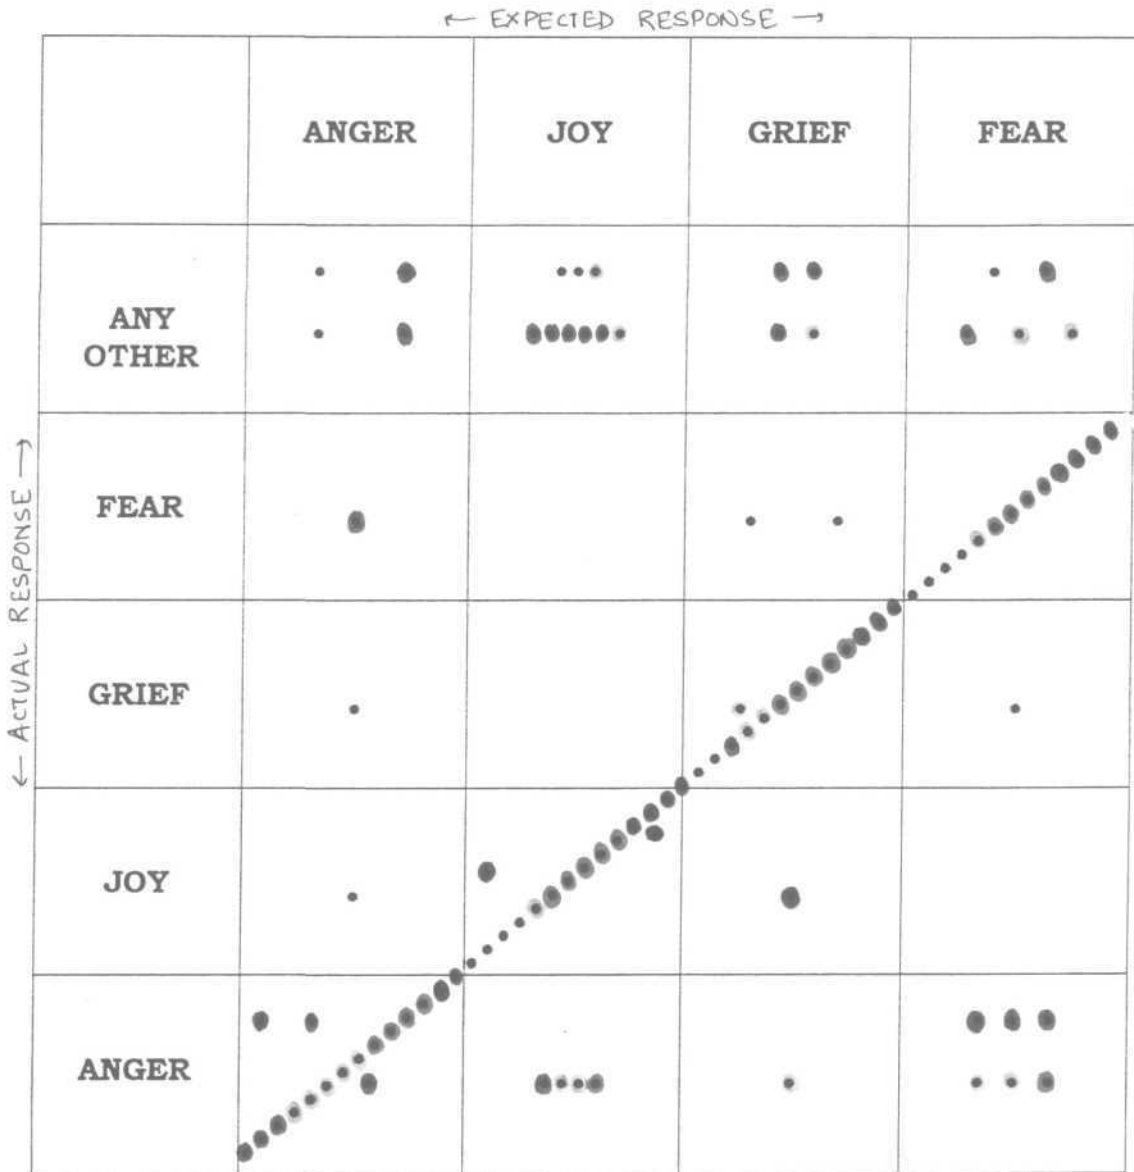 ← EXPECTED RESPONSE →
ANGER JOY GRIEF FEAR
ANY
OTHER
FEAR
GRIEF
JOY
ANGER
← ACTUAL RESPONSE →